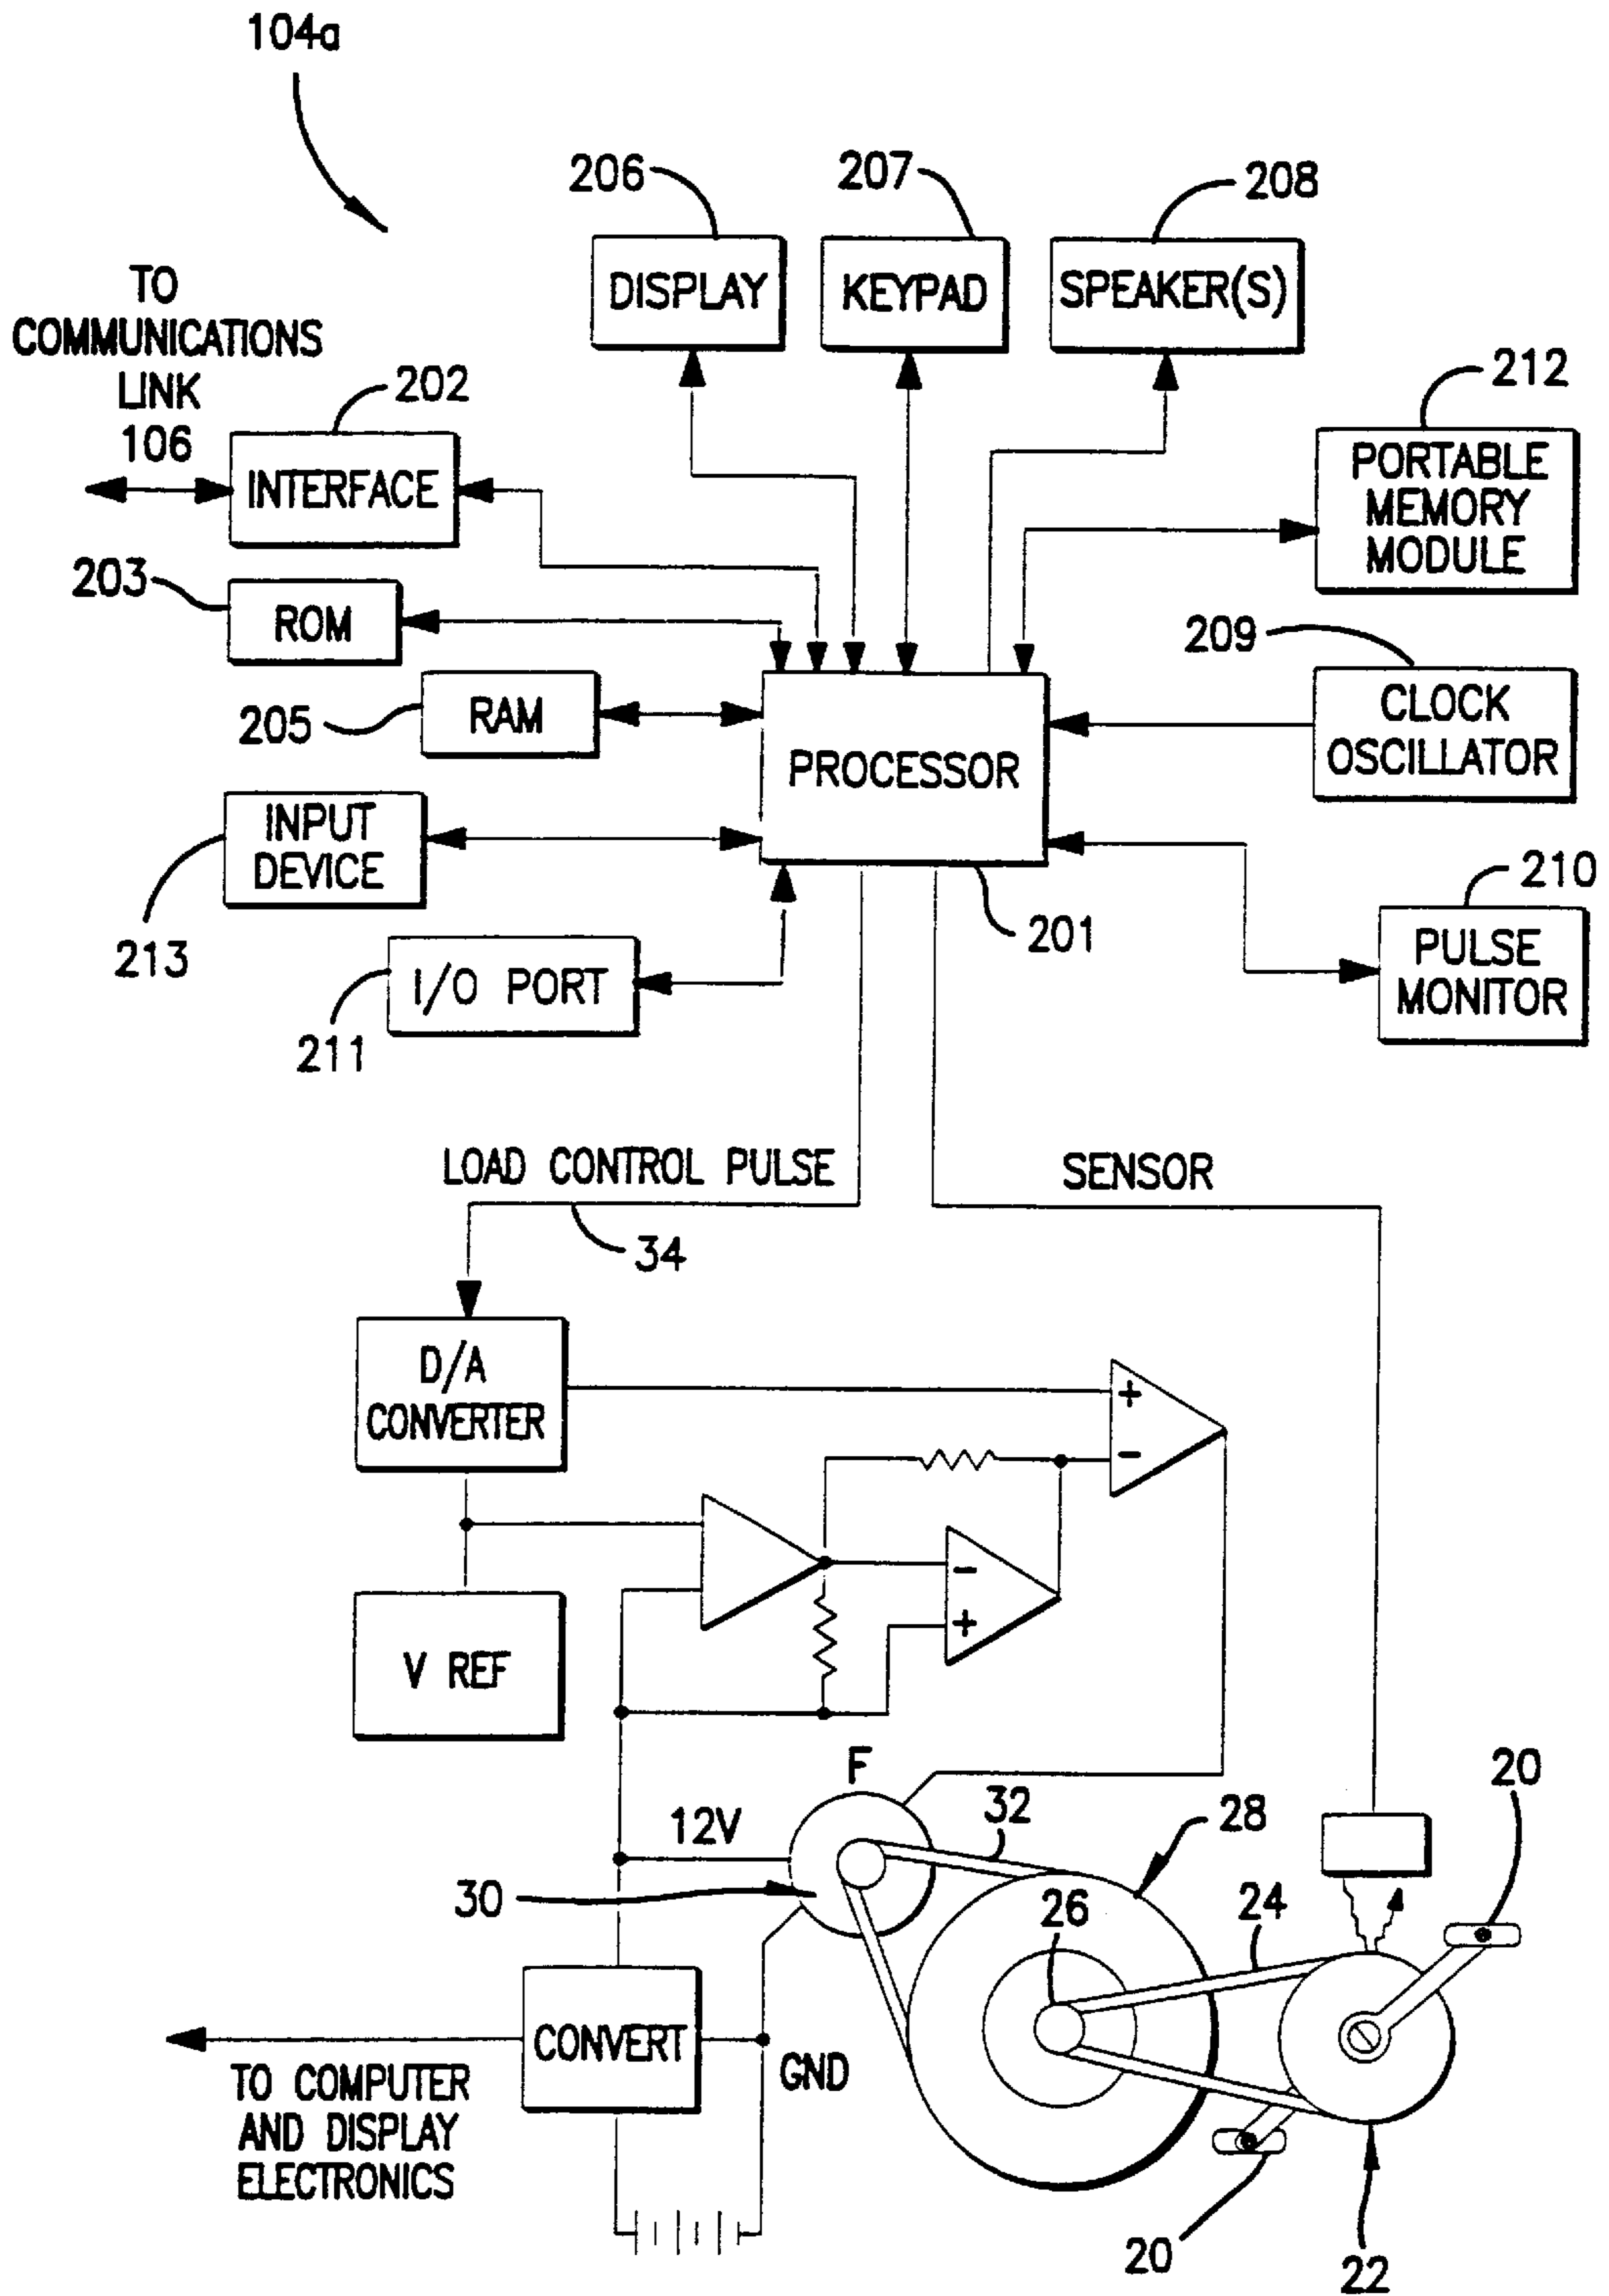 104a
206
207
208
DISPLAY
KEYPAD
SPEAKER(S)
TO
COMMUNICATIONS
LINK
106
202
INTERFACE
212
PORTABLE
MEMORY
MODULE
203
ROM
209
CLOCK
OSCILLATOR
205
RAM
PROCESSOR
INPUT
DEVICE
213
201
210
PULSE
MONITOR
I/O PORT
211
LOAD CONTROL PULSE
SENSOR
34
D/A
CONVERTER
+
−
−
+
V REF
F
12V
32
28
20
30
26
24
CONVERT
GND
TO COMPUTER
AND DISPLAY
ELECTRONICS
20
22